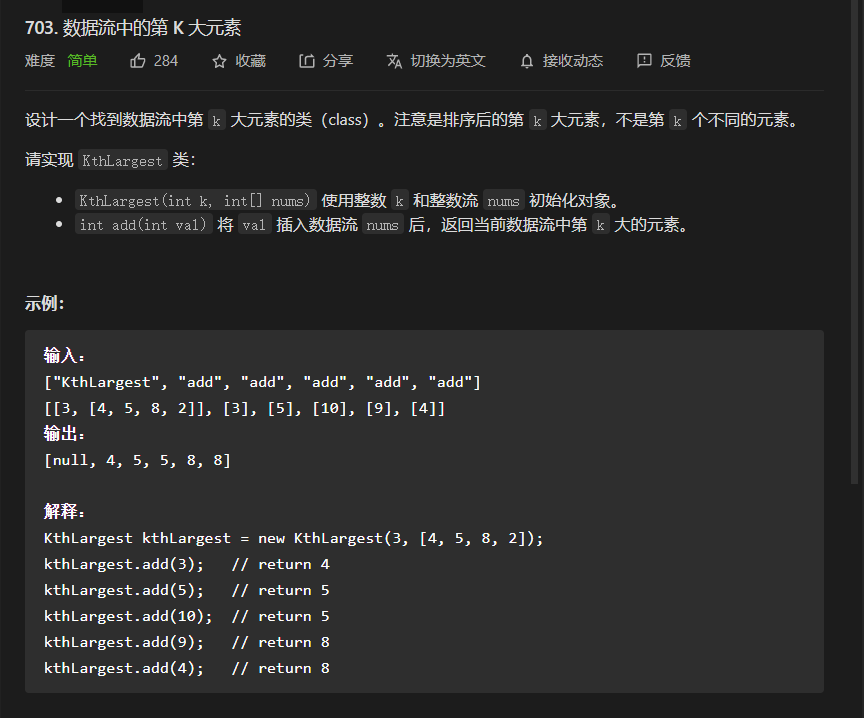 703. 数据流中的第 K 大元素
难度 简单 284 收藏 分享 切换为英文 接收动态 反馈
设计一个找到数据流中第 k 大元素的类（class）。注意是排序后的第 k 大元素，不是第 k 个不同的元素。
请实现 KthLargest 类：
• KthLargest(int k, int[] nums) 使用整数 k 和整数流 nums 初始化对象。
• int add(int val) 将 val 插入数据流 nums 后，返回当前数据流中第 k 大的元素。
示例：
输入：
["KthLargest", "add", "add", "add", "add", "add"]
[[3, [4, 5, 8, 2]], [3], [5], [10], [9], [4]]
输出：
[null, 4, 5, 5, 8, 8]
解释：
KthLargest kthLargest = new KthLargest(3, [4, 5, 8, 2]);
kthLargest.add(3);   // return 4
kthLargest.add(5);   // return 5
kthLargest.add(10);  // return 5
kthLargest.add(9);   // return 8
kthLargest.add(4);   // return 8